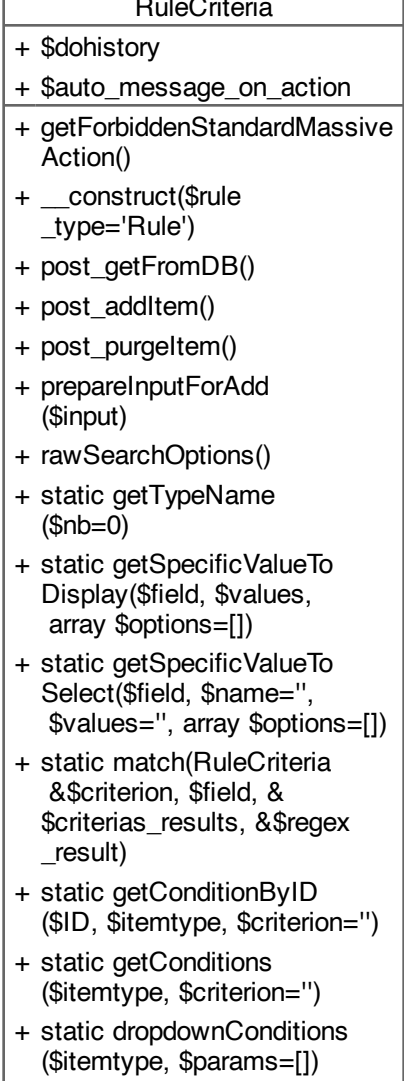 RuleCriteria
+ $dohistory
+ $auto_message_on_action
+ getForbiddenStandardMassive
Action()
+ __construct($rule
_type='Rule')
+ post_getFromDB()
+ post_addItem()
+ post_purgeItem()
+ prepareInputForAdd
($input)
+ rawSearchOptions()
+ static getTypeName
($nb=0)
+ static getSpecificValueTo
Display($field, $values,
array $options=[])
+ static getSpecificValueTo
Select($field, $name='',
$values='', array $options=[])
+ static match(RuleCriteria
&$criterion, $field, &
$criterias_results, &$regex
_result)
+ static getConditionByID
($ID, $itemtype, $criterion='')
+ static getConditions
($itemtype, $criterion='')
+ static dropdownConditions
($itemtype, $params=[])